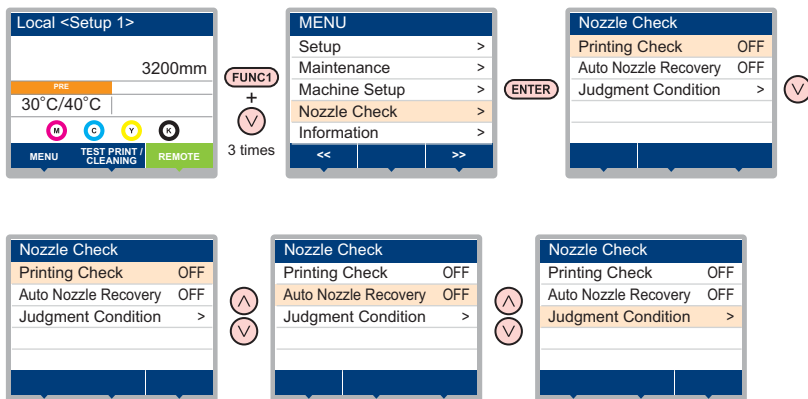 Local <Setup 1>
3200mm
PRE
30°C/40°C
M C Y K
MENU TEST PRINT / CLEANING REMOTE
FUNC1
+
3 times
MENU
Setup >
Maintenance >
Machine Setup >
Nozzle Check >
Information >
<< >>
ENTER
Nozzle Check
Printing Check OFF
Auto Nozzle Recovery OFF
Judgment Condition >
Nozzle Check
Printing Check OFF
Auto Nozzle Recovery OFF
Judgment Condition >
Nozzle Check
Printing Check OFF
Auto Nozzle Recovery OFF
Judgment Condition >
Nozzle Check
Printing Check OFF
Auto Nozzle Recovery OFF
Judgment Condition >